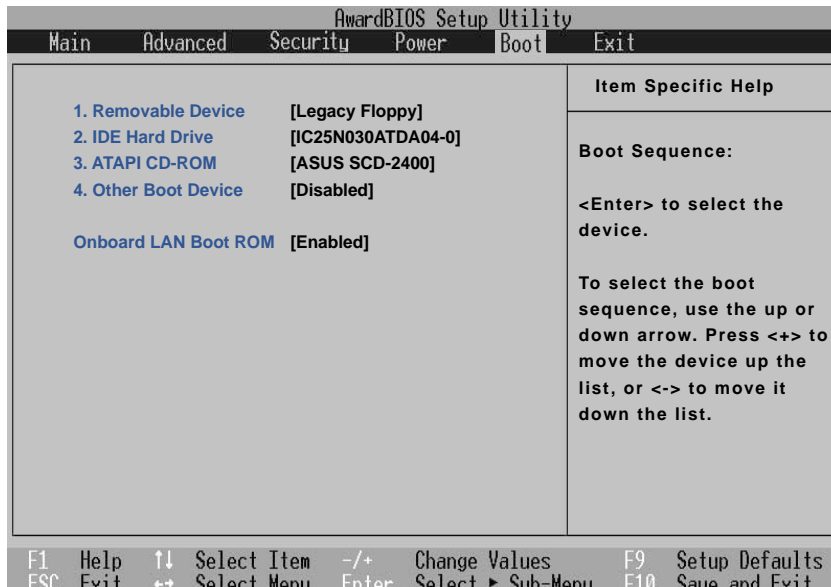 AwardBIOS Setup Utility
Main Advanced Security Power Boot Exit
1. Removable Device [Legacy Floppy]
2. IDE Hard Drive [IC25N030ATDA04-0]
3. ATAPI CD-ROM [ASUS SCD-2400]
4. Other Boot Device [Disabled]
Onboard LAN Boot ROM [Enabled]
Item Specific Help
Boot Sequence:
<Enter> to select the
device.
To select the boot
sequence, use the up or
down arrow. Press <+> to
move the device up the
list, or <-> to move it
down the list.
F1 Help ↑↓ Select Item -/+ Change Values F9 Setup Defaults
ESC Exit ←→ Select Menu Enter Select ▸ Sub-Menu F10 Save and Exit